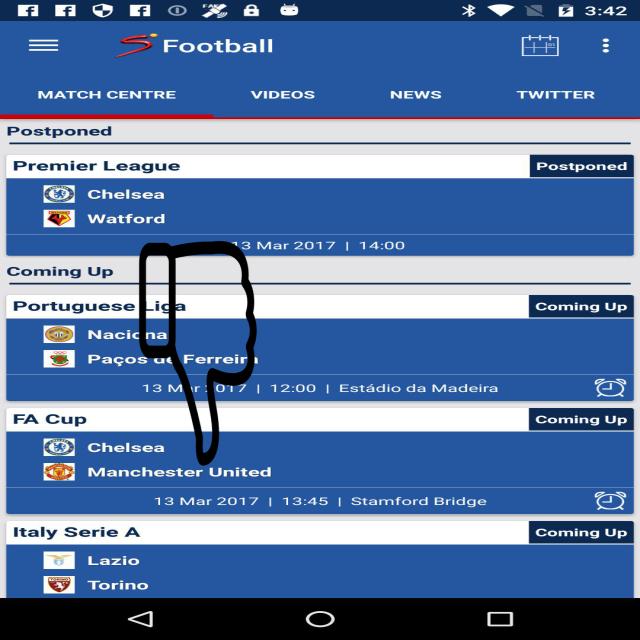 3:42
Football
MATCH CENTRE VIDEOS NEWS TWITTER
Postponed
Premier League Postponed
Chelsea
Watford
13 Mar 2017 | 14:00
Coming Up
Portuguese Liga Coming Up
Nacional
Paços de Ferreira
13 Mar 2017 | 12:00 | Estádio da Madeira
FA Cup Coming Up
Chelsea
Manchester United
13 Mar 2017 | 13:45 | Stamford Bridge
Italy Serie A Coming Up
Lazio
Torino